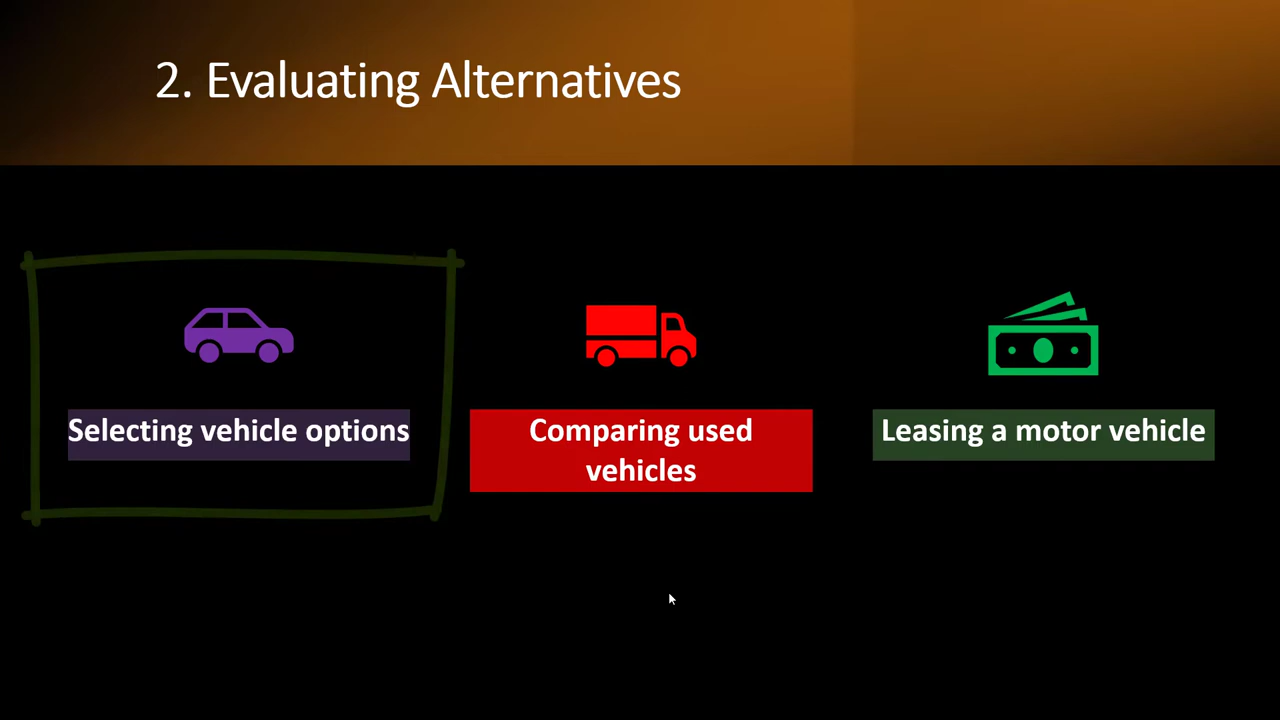 2. Evaluating Alternatives
Selecting vehicle options
Comparing used
vehicles
Leasing a motor vehicle